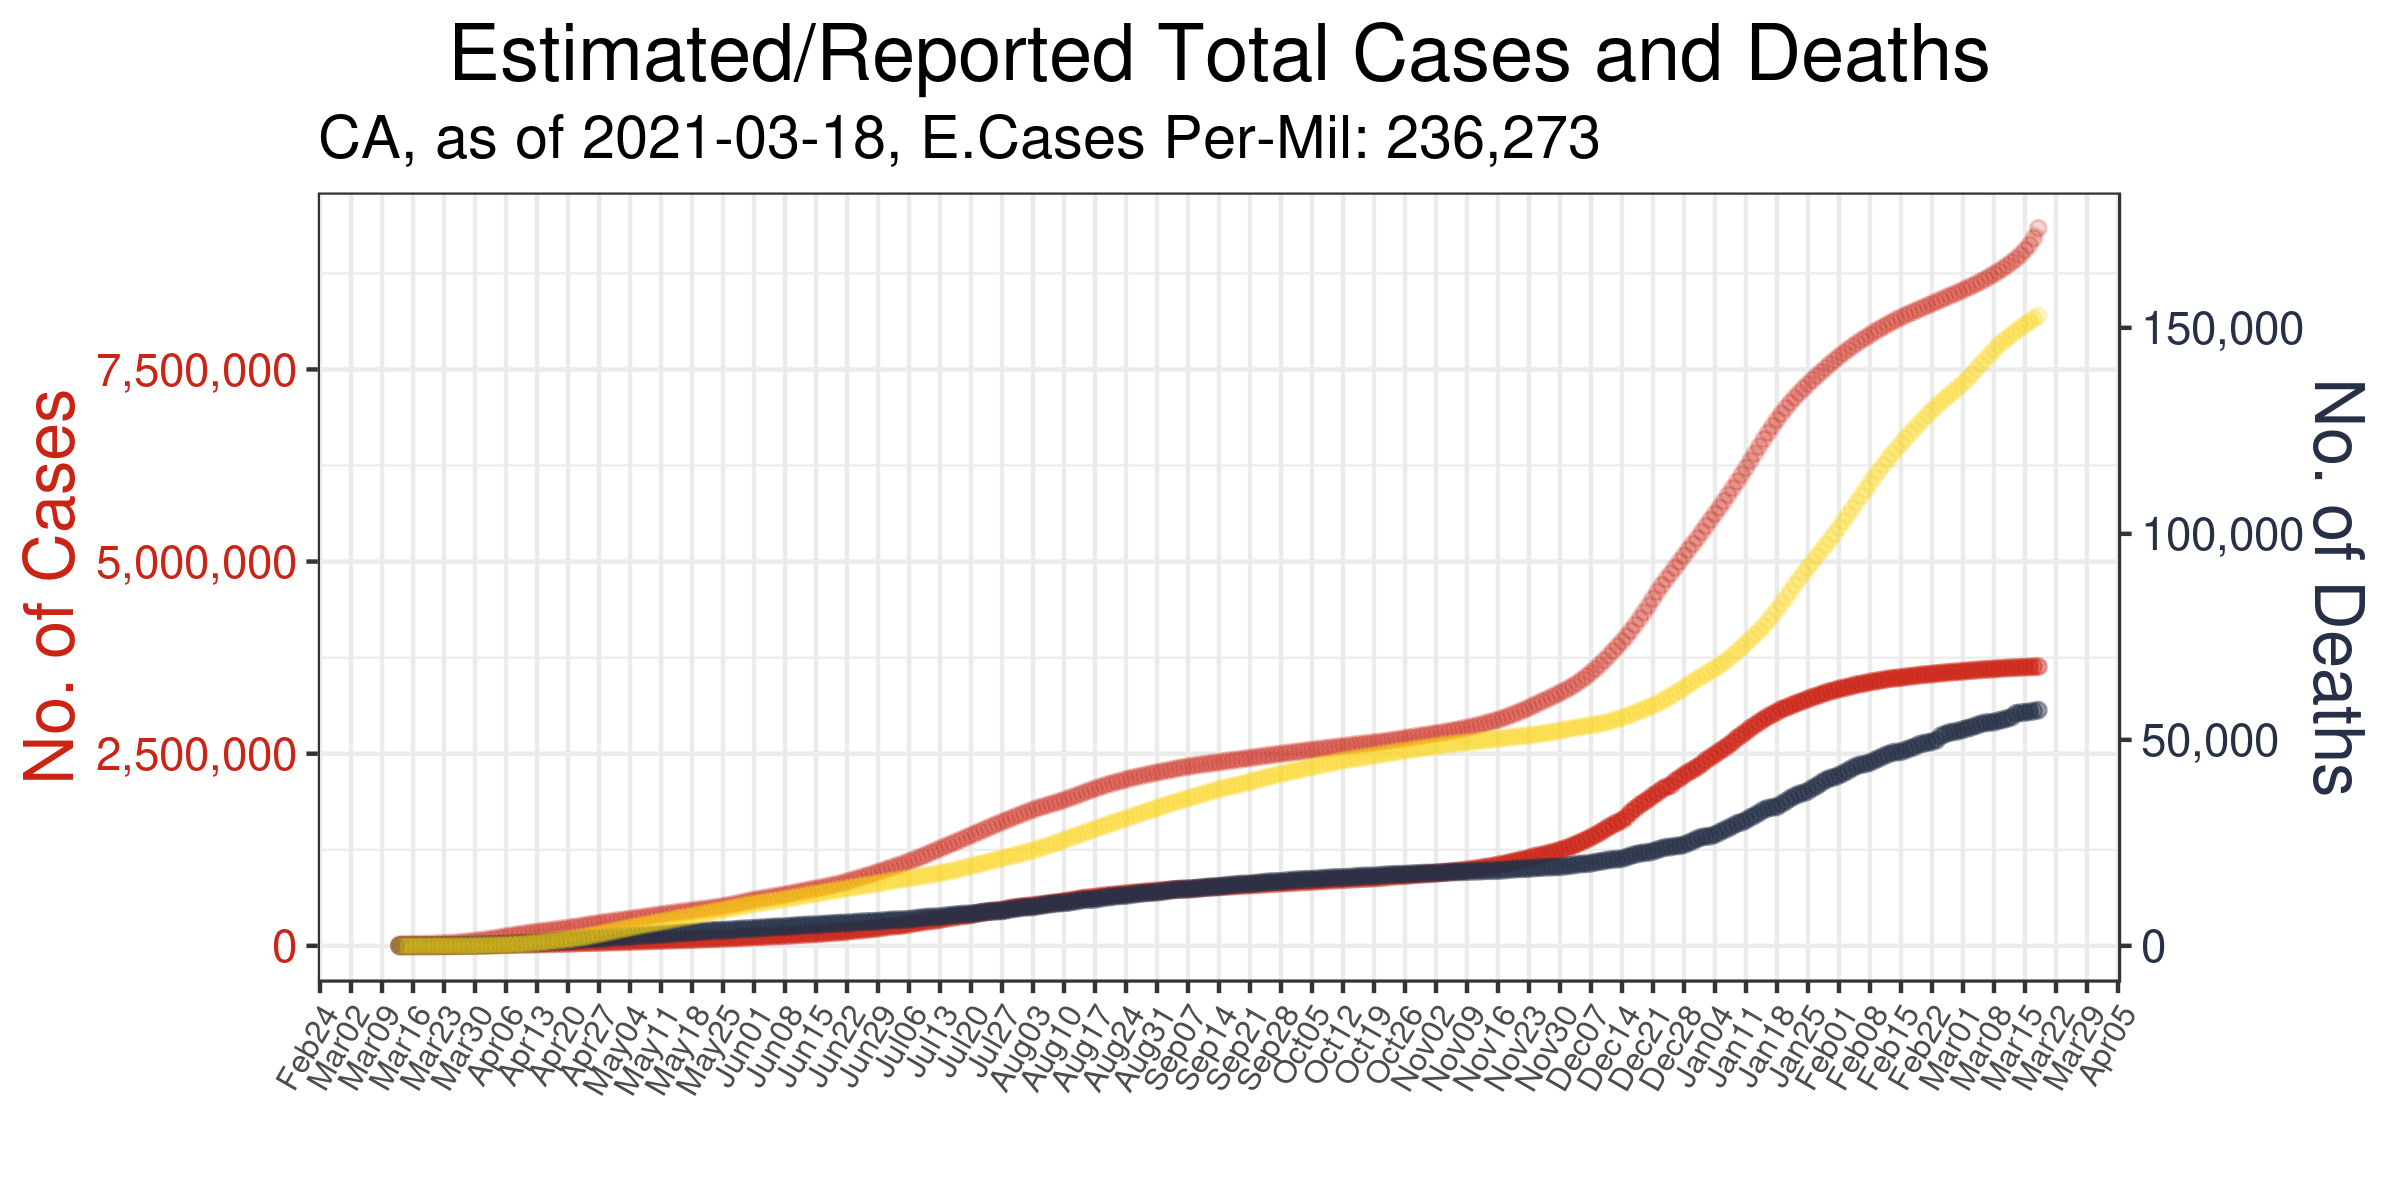 Estimated/Reported Total Cases and Deaths
CA, as of 2021-03-18, E.Cases Per-Mil: 236,273
No. of Cases
7,500,000
5,000,000
2,500,000
0
150,000
100,000
50,000
0
No. of Deaths
Feb24
Mar02
Mar09
Mar16
Mar23
Mar30
Apr06
Apr13
Apr20
Apr27
May04
May11
May18
May25
Jun01
Jun08
Jun15
Jun22
Jun29
Jul06
Jul13
Jul20
Jul27
Aug03
Aug10
Aug17
Aug24
Aug31
Sep07
Sep14
Sep21
Sep28
Oct05
Oct12
Oct19
Oct26
Nov02
Nov09
Nov16
Nov23
Nov30
Dec07
Dec14
Dec21
Dec28
Jan04
Jan11
Jan18
Jan25
Feb01
Feb08
Feb15
Feb22
Mar01
Mar08
Mar15
Mar22
Mar29
Apr05